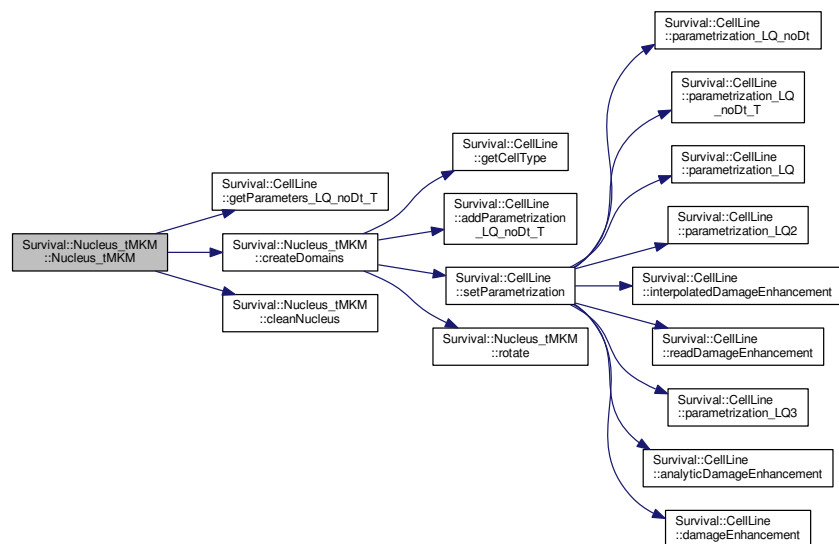 Survival::Nucleus_tMKM
::Nucleus_tMKM
Survival::CellLine
::getParameters_LQ_noDt_T
Survival::Nucleus_tMKM
::createDomains
Survival::Nucleus_tMKM
::cleanNucleus
Survival::CellLine
::getCellType
Survival::CellLine
::addParametrization
_LQ_noDt_T
Survival::CellLine
::setParametrization
Survival::Nucleus_tMKM
::rotate
Survival::CellLine
::parametrization_LQ_noDt
Survival::CellLine
::parametrization_LQ
_noDt_T
Survival::CellLine
::parametrization_LQ
Survival::CellLine
::parametrization_LQ2
Survival::CellLine
::interpolatedDamageEnhancement
Survival::CellLine
::readDamageEnhancement
Survival::CellLine
::parametrization_LQ3
Survival::CellLine
::analyticDamageEnhancement
Survival::CellLine
::damageEnhancement